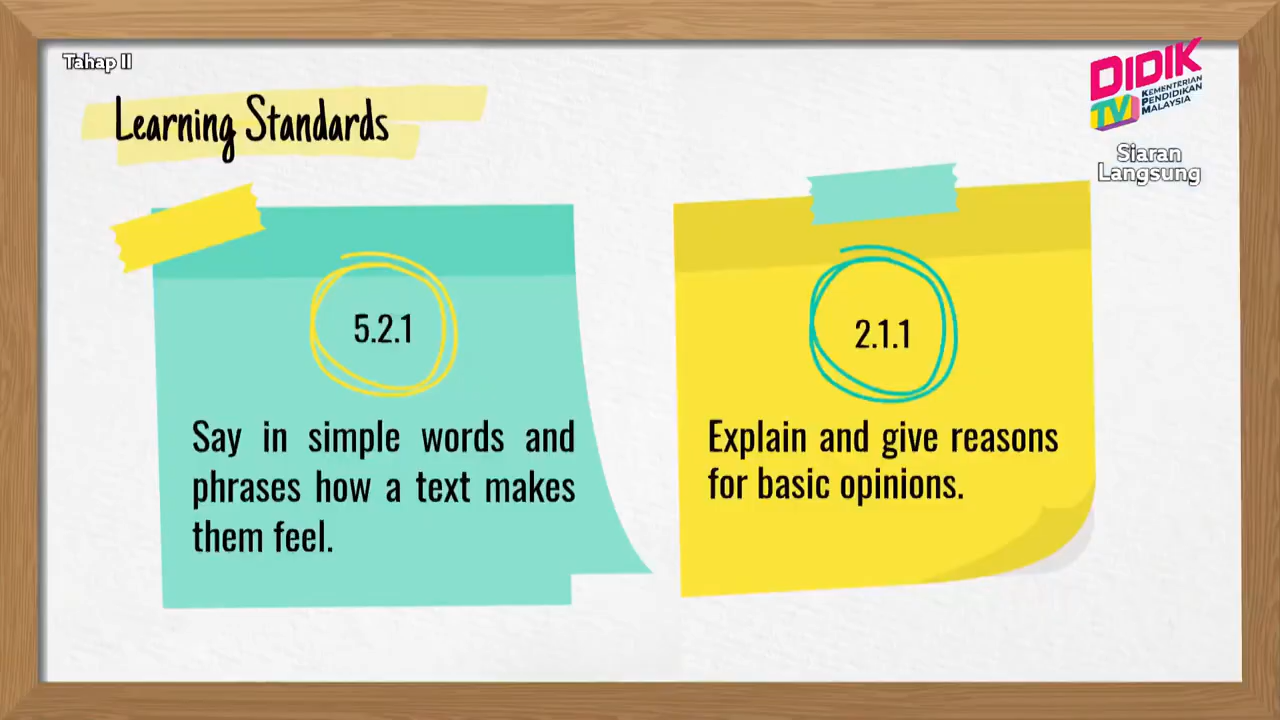 Tahap II
DIDIK
TV
KEMENTERIAN
PENDIDIKAN
MALAYSIA
Siaran
Langsung
Learning Standards
5.2.1
Say in simple words and
phrases how a text makes
them feel.
2.1.1
Explain and give reasons
for basic opinions.